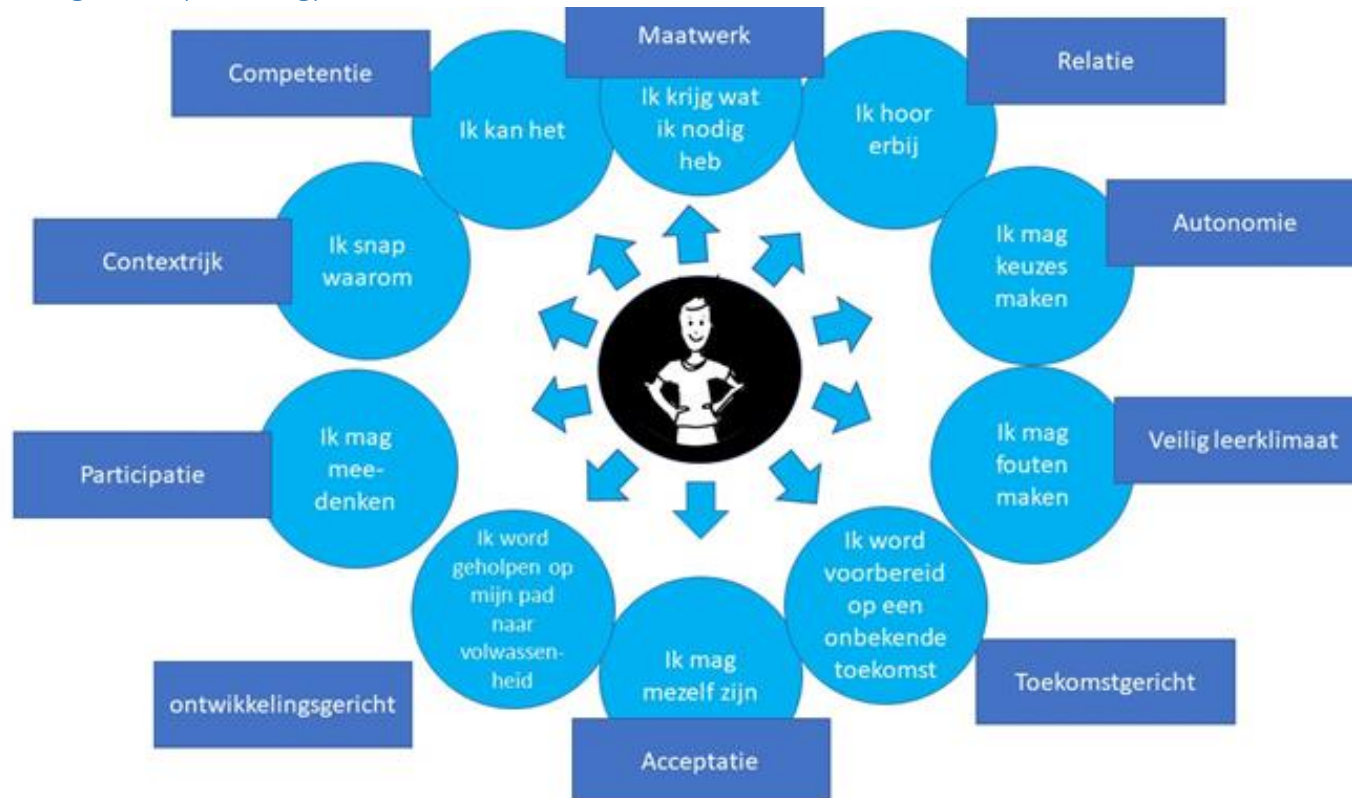 Maatwerk
Ik krijg wat
ik nodig
heb
Relatie
Ik hoor
erbij
Autonomie
Ik mag
keuzes
maken
Veilig leerklimaat
Ik mag
fouten
maken
Toekomstgericht
Ik word
voorbereid
op een
onbekende
toekomst
Acceptatie
Ik mag
mezelf zijn
ontwikkelingsgericht
Ik word
geholpen op
mijn pad
naar
volwassen-
heid
Participatie
Ik mag
mee-
denken
Contextrijk
Ik snap
waarom
Competentie
Ik kan het